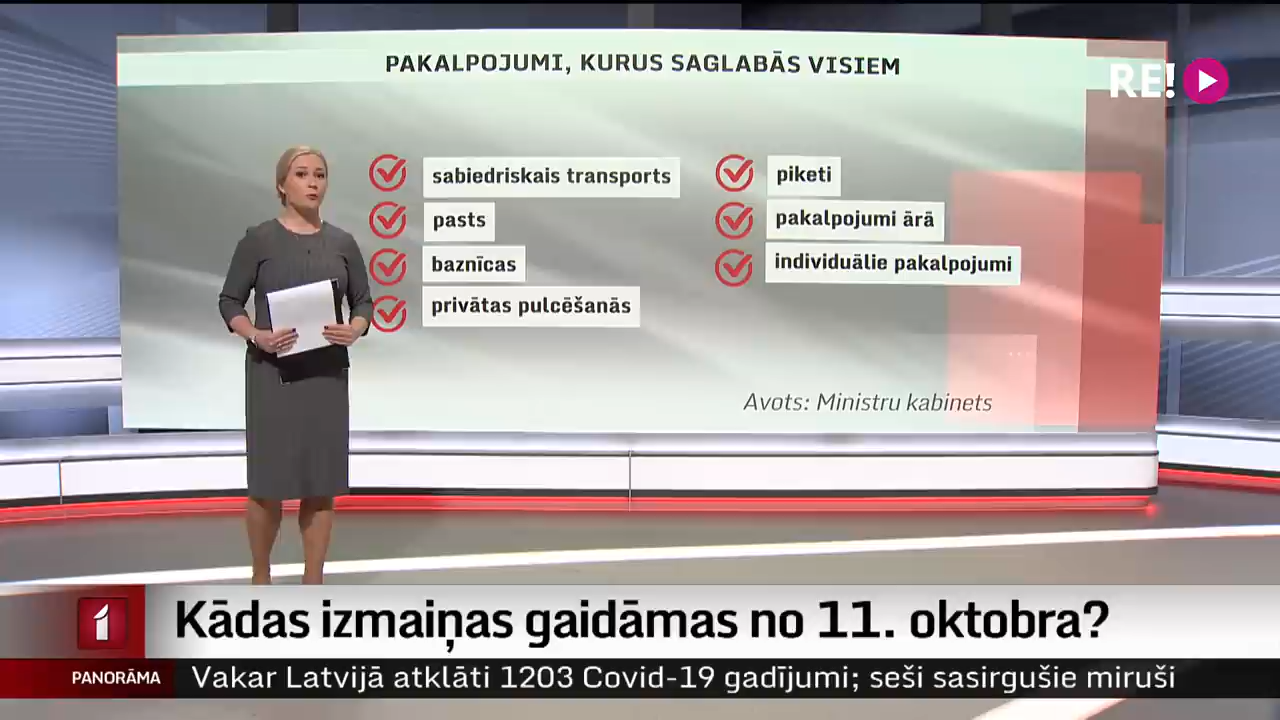 PAKALPOJUMI, KURUS SAGLABĀS VISIEM
RE!
sabiedriskais transports
pasts
baznīcas
privātas pulcēšanās
piketi
pakalpojumi ārā
individuālie pakalpojumi
Avots: Ministru kabinets
1 Kādas izmaiņas gaidāmas no 11. oktobra?
PANORĀMA Vakar Latvijā atklāti 1203 Covid-19 gadījumi; seši sasirgušie miruši